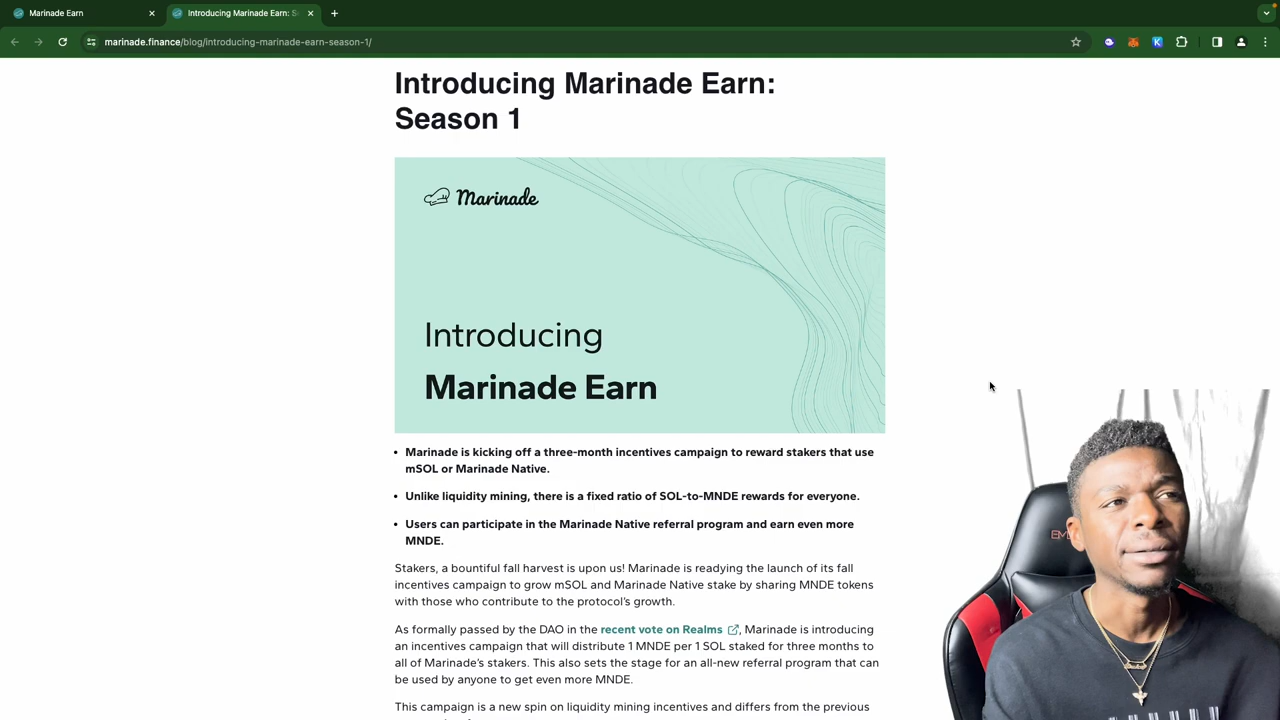 Marinade Earn
Introducing Marinade Earn: S
marinade.finance/blog/introducing-marinade-earn-season-1/
Introducing Marinade Earn:
Season 1
Marinade
Introducing
Marinade Earn
• Marinade is kicking off a three-month incentives campaign to reward stakers that use
mSOL or Marinade Native.
• Unlike liquidity mining, there is a fixed ratio of SOL-to-MNDE rewards for everyone.
• Users can participate in the Marinade Native referral program and earn even more
MNDE.
Stakers, a bountiful fall harvest is upon us! Marinade is readying the launch of its fall
incentives campaign to grow mSOL and Marinade Native stake by sharing MNDE tokens
with those who contribute to the protocol's growth.
As formally passed by the DAO in the recent vote on Realms, Marinade is introducing
an incentives campaign that will distribute 1 MNDE per 1 SOL staked for three months to
all of Marinade's stakers. This also sets the stage for an all-new referral program that can
be used by anyone to get even more MNDE.
This campaign is a new spin on liquidity mining incentives and differs from the previous